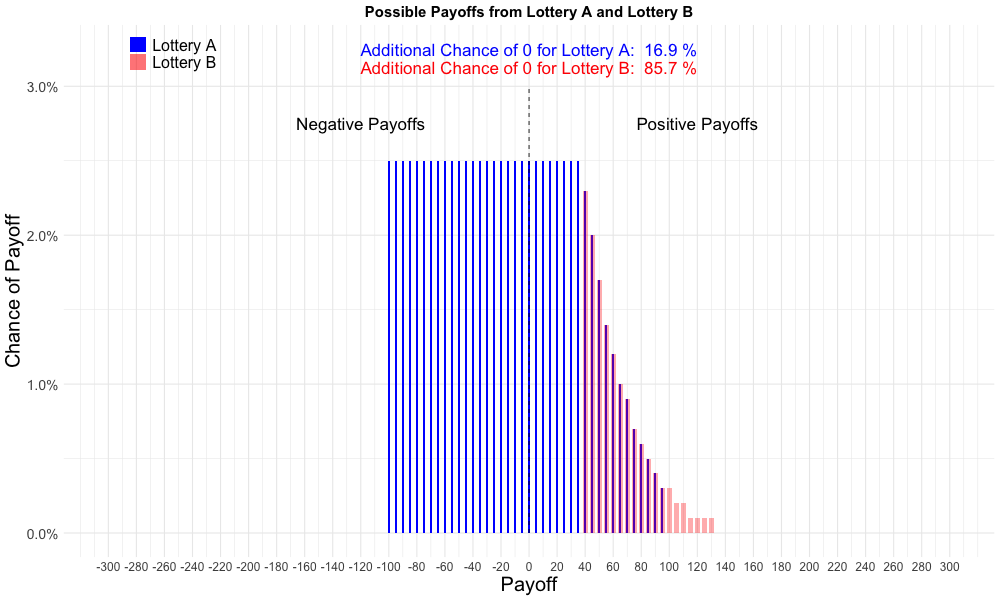 Possible Payoffs from Lottery A and Lottery B
Lottery A
Lottery B
Additional Chance of 0 for Lottery A: 16.9 %
Additional Chance of 0 for Lottery B: 85.7 %
Negative Payoffs
Positive Payoffs
Chance of Payoff
3.0%
2.0%
1.0%
0.0%
-300 -280 -260 -240 -220 -200 -180 -160 -140 -120 -100 -80 -60 -40 -20 0 20 40 60 80 100 120 140 160 180 200 220 240 260 280 300
Payoff